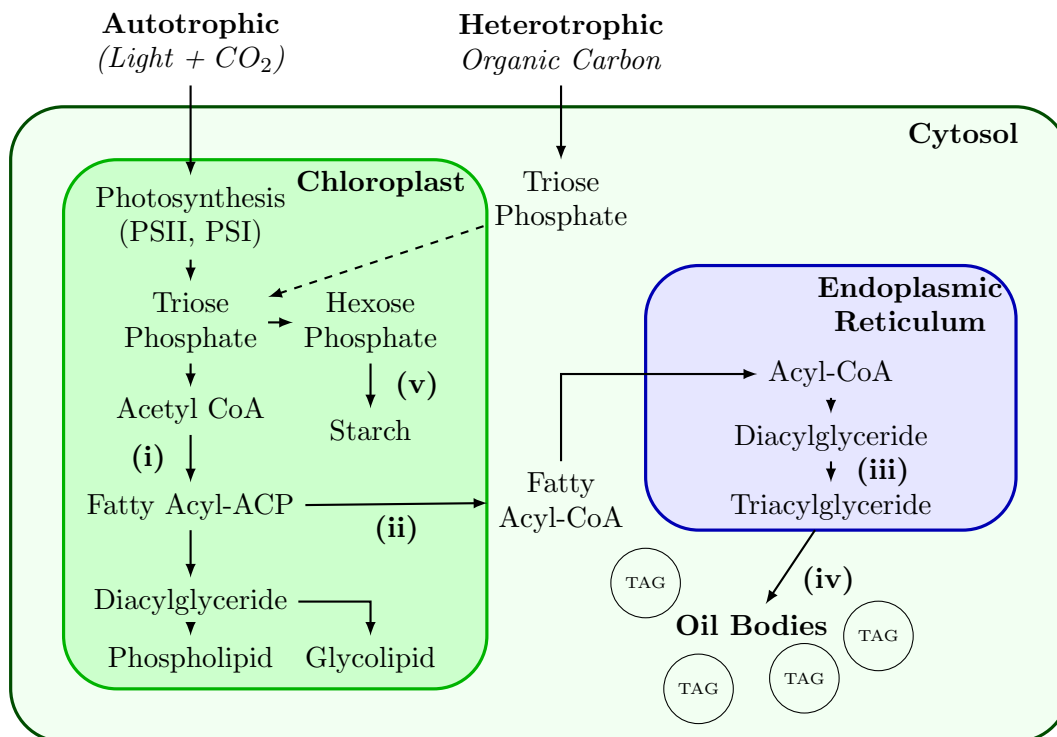 Autotrophic
(Light + CO₂)
Heterotrophic
Organic Carbon
Cytosol
Chloroplast
Photosynthesis
(PSII, PSI)
Triose
Phosphate
Triose
Phosphate
Hexose
Phosphate
(v)
Starch
Acetyl CoA
(i)
Fatty Acyl-ACP
(ii)
Diacylglyceride
Phospholipid
Glycolipid
Fatty
Acyl-CoA
Endoplasmic
Reticulum
Acyl-CoA
Diacylglyceride
(iii)
Triacylglyceride
(iv)
TAG
Oil Bodies
TAG
TAG
TAG